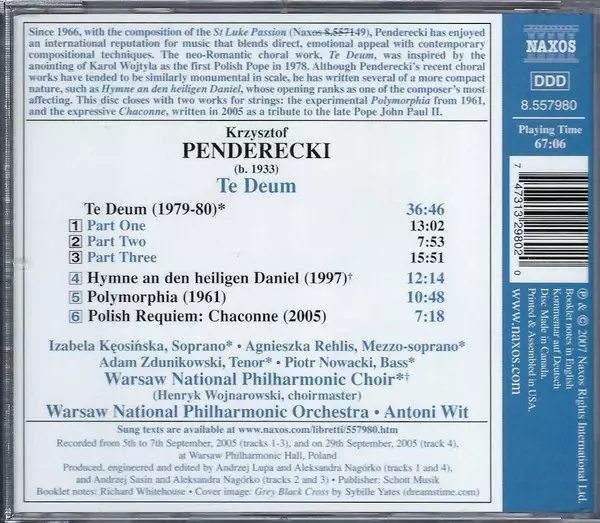 Since 1966, with the composition of the St Luke Passion (Naxos 8.557149), Penderecki has enjoyed
an international reputation for music that blends direct, emotional appeal with contemporary
compositional techniques. The neo-Romantic choral work, Te Deum, was inspired by the
anointing of Karol Wojtyla as the first Polish Pope in 1978. Although Penderecki's recent choral
works have tended to be similarly monumental in scale, he has written several of a more compact
nature, such as Hymne an den heiligen Daniel, whose opening ranks as one of the composer's most
affecting. This disc closes with two works for strings: the experimental Polymorphia from 1961,
and the expressive Chaconne, written in 2005 as a tribute to the late Pope John Paul II.
Krzysztof
PENDERECKI
(b. 1933)
Te Deum
Te Deum (1979-80)* 36:46
1 Part One 13:02
2 Part Two 7:53
3 Part Three 15:51
4 Hymne an den heiligen Daniel (1997)† 12:14
5 Polymorphia (1961) 10:48
6 Polish Requiem: Chaconne (2005) 7:18
Izabela Kęosińska, Soprano* • Agnieszka Rehlis, Mezzo-soprano*
Adam Zdunikowski, Tenor* • Piotr Nowacki, Bass*
Warsaw National Philharmonic Choir*†
(Henryk Wojnarowski, choirmaster)
Warsaw National Philharmonic Orchestra • Antoni Wit
Sung texts are available at www.naxos.com/libretti/557980.htm
Recorded from 5th to 7th September, 2005 (tracks 1-3), and on 29th September, 2005 (track 4),
at Warsaw Philharmonic Hall, Poland
Produced, engineered and edited by Andrzej Lupa and Aleksandra Nagórko (tracks 1 and 4),
and Andrzej Sasin and Aleksandra Nagórko (tracks 2 and 3) • Publisher: Schott Musik
Booklet notes: Richard Whitehouse • Cover image: Grey Black Cross by Sybille Yates (dreamstime.com)
NAXOS
DDD
8.557980
Playing Time
67:06
7 47313 29802 0
www.naxos.com
℗ & © 2007 Naxos Rights International Ltd.
Booklet notes in English
Kommentar auf Deutsch
Disc Made in Canada.
Printed & Assembled in USA.